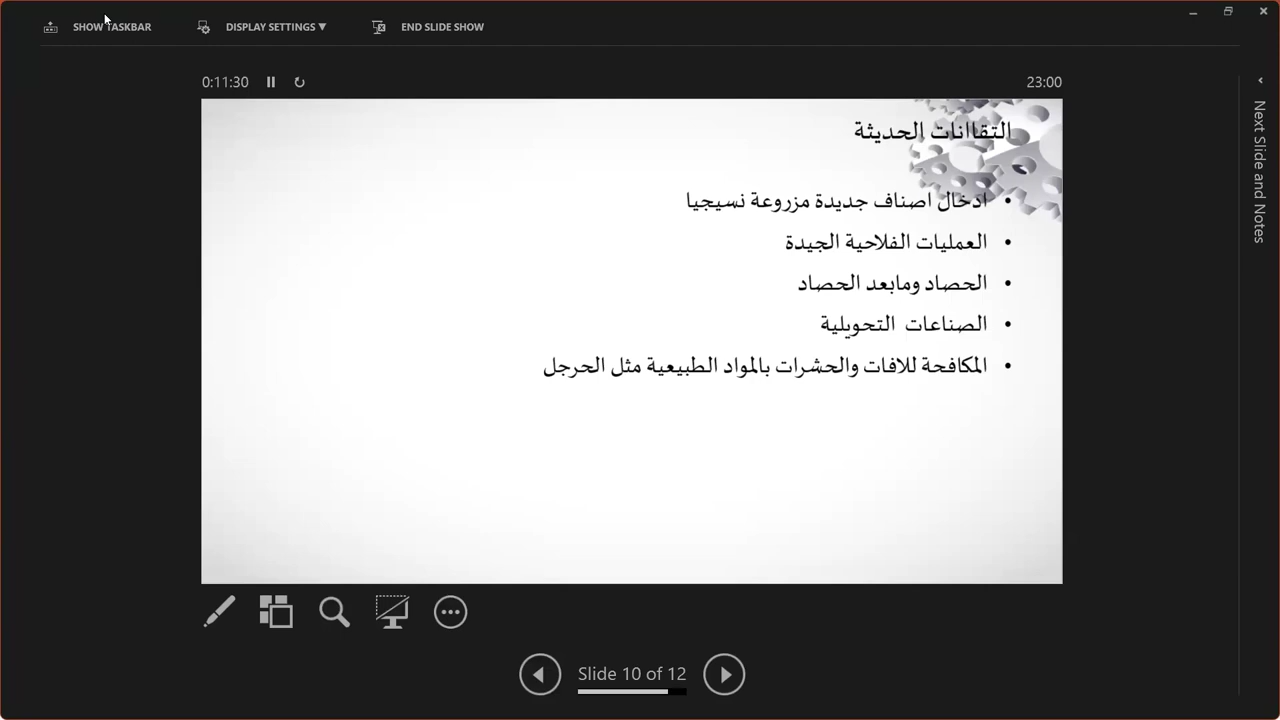 SHOW TASKBAR
DISPLAY SETTINGS ▼
END SLIDE SHOW
0:11:30
23:00
Next Slide and Notes
التقاانات الحديثة
• ادخال اصناف جديدة مزروعة نسيجيا
• العمليات الفلاحية الجيدة
• الحصاد ومابعد الحصاد
• الصناعات التحويلية
• المكافحة للافات والحشرات بالمواد الطبيعية مثل الحرجل
Slide 10 of 12